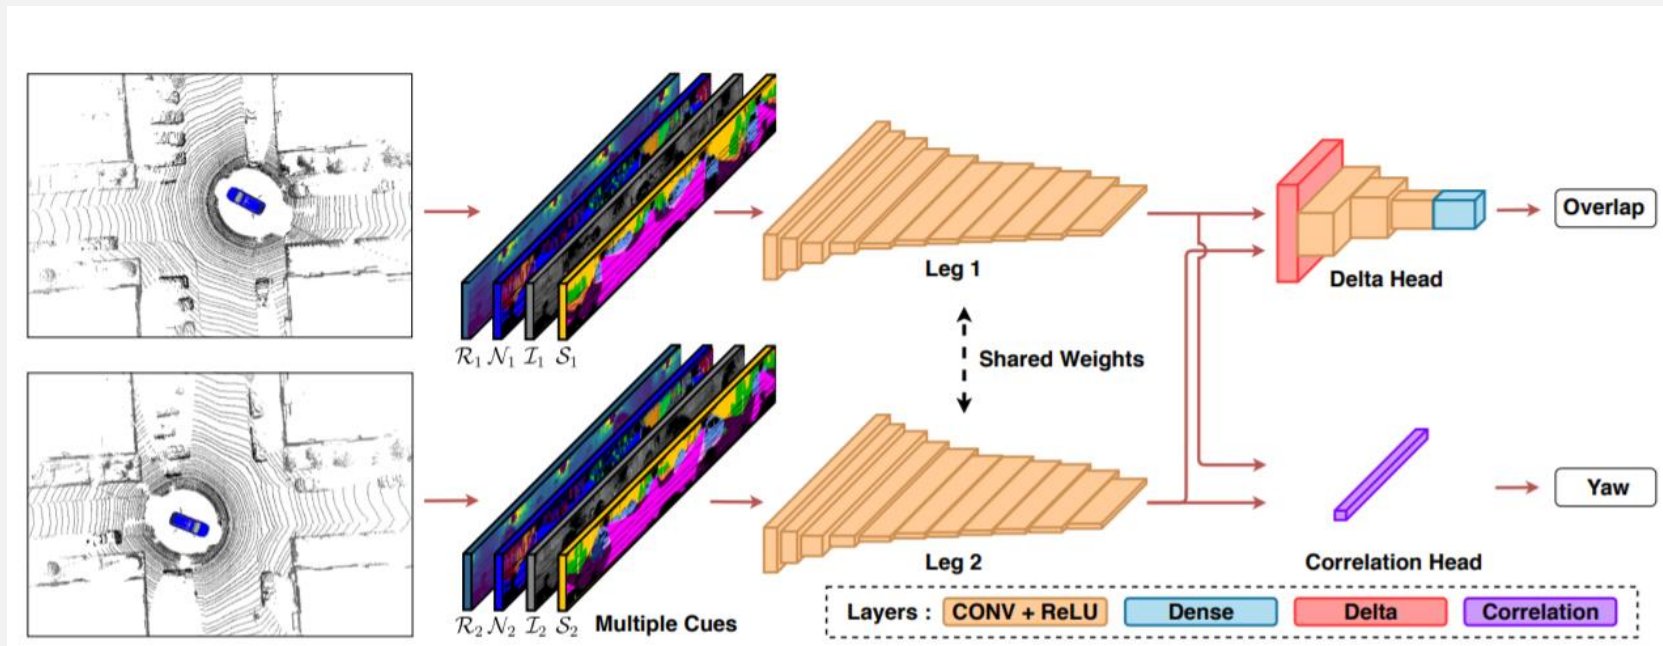 R₁ N₁ I₁ S₁
Leg 1
Delta Head
Overlap
Shared Weights
R₂ N₂ I₂ S₂
Multiple Cues
Leg 2
Correlation Head
Yaw
Layers : CONV + ReLU Dense Delta Correlation